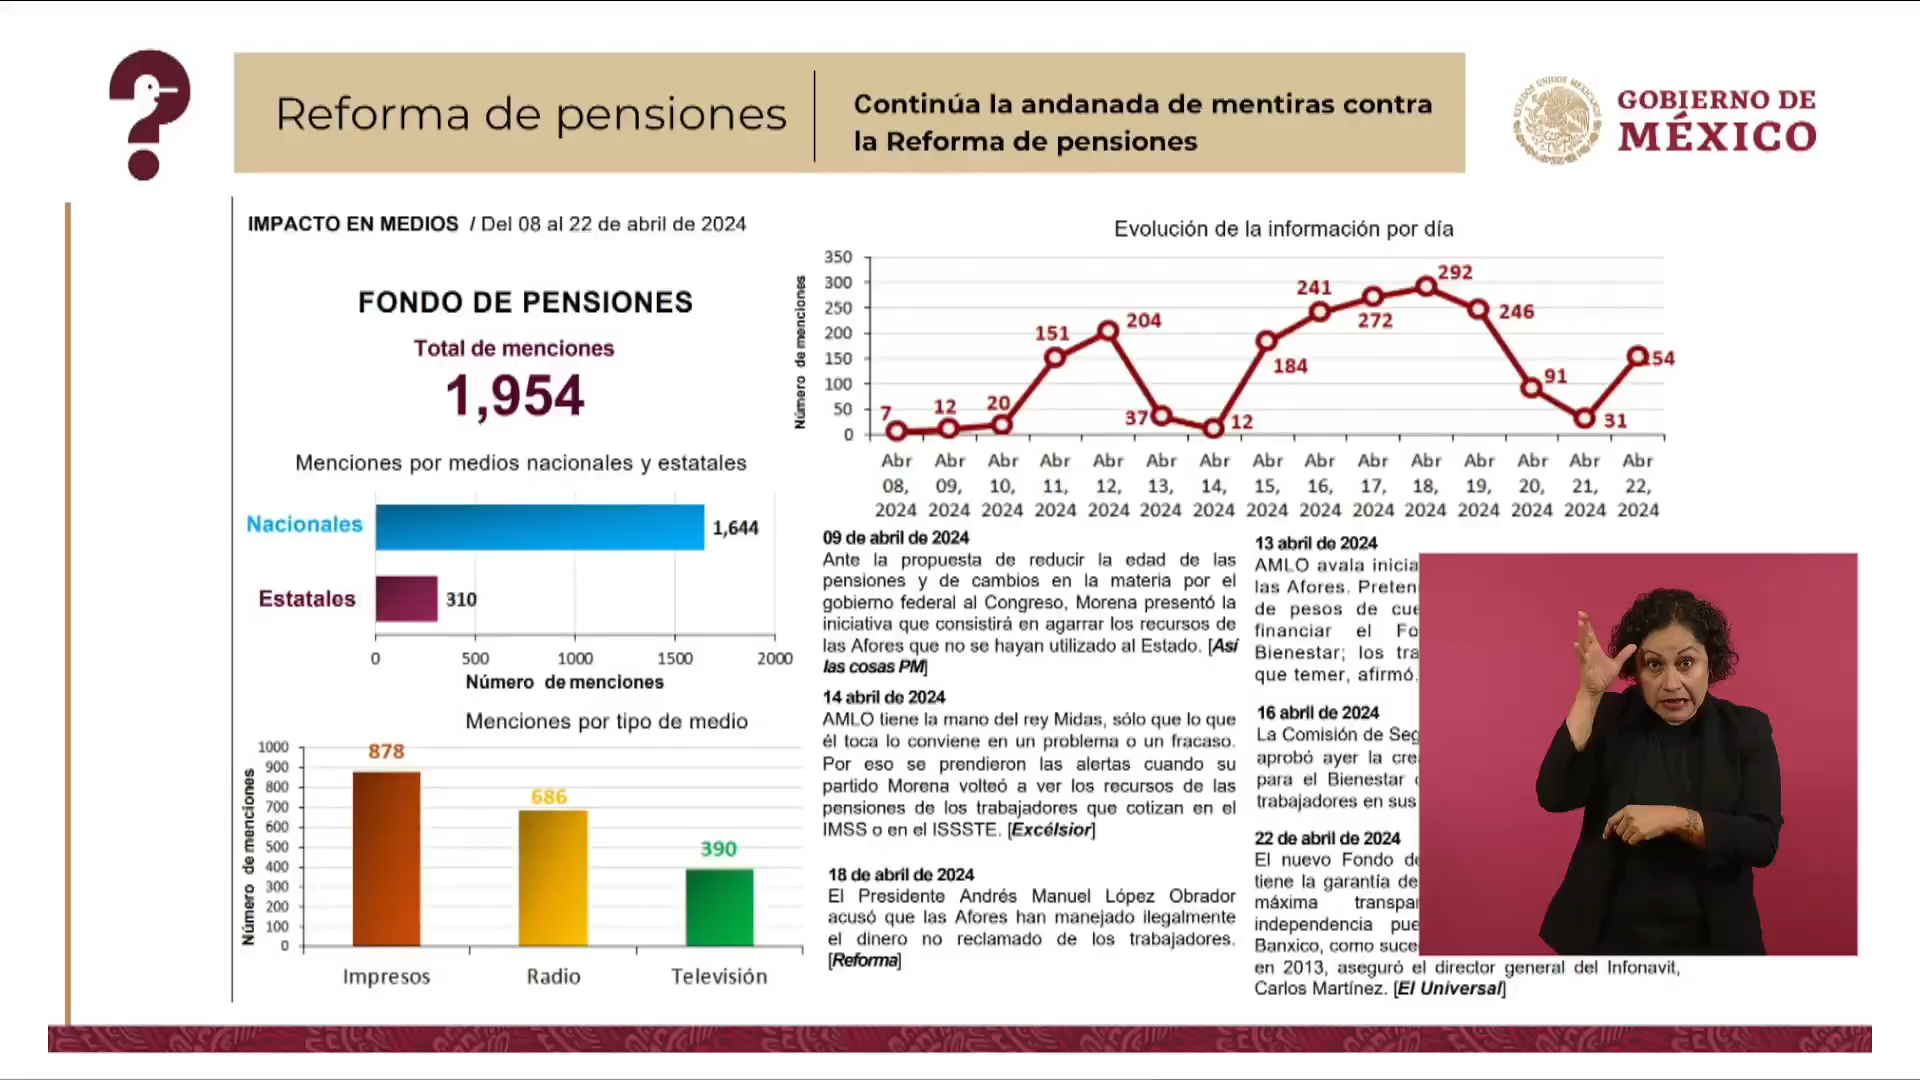 Reforma de pensiones
Continúa la andanada de mentiras contra
la Reforma de pensiones
ESTADOS UNIDOS MEXICANOS
GOBIERNO DE
MÉXICO
IMPACTO EN MEDIOS / Del 08 al 22 de abril de 2024
FONDO DE PENSIONES
Total de menciones
1,954
Menciones por medios nacionales y estatales
Nacionales
1,644
Estatales
310
0 500 1000 1500 2000
Número de menciones
Menciones por tipo de medio
Número de menciones
1000
900
800
700
600
500
400
300
200
100
0
878
686
390
Impresos Radio Televisión
Evolución de la información por día
Número de menciones
350
300
250
200
150
100
50
0
7 12 20 151 204 37 12 184 241 272 292 246 91 31 154
Abr Abr Abr Abr Abr Abr Abr Abr Abr Abr Abr Abr Abr Abr Abr
08, 09, 10, 11, 12, 13, 14, 15, 16, 17, 18, 19, 20, 21, 22,
2024 2024 2024 2024 2024 2024 2024 2024 2024 2024 2024 2024 2024 2024 2024
09 de abril de 2024
Ante la propuesta de reducir la edad de las
pensiones y de cambios en la materia por el
gobierno federal al Congreso, Morena presentó la
iniciativa que consistirá en agarrar los recursos de
las Afores que no se hayan utilizado al Estado. [Así
las cosas PM]
14 abril de 2024
AMLO tiene la mano del rey Midas, sólo que lo que
él toca lo conviene en un problema o un fracaso.
Por eso se prendieron las alertas cuando su
partido Morena volteó a ver los recursos de las
pensiones de los trabajadores que cotizan en el
IMSS o en el ISSSTE. [Excélsior]
18 de abril de 2024
El Presidente Andrés Manuel López Obrador
acusó que las Afores han manejado ilegalmente
el dinero no reclamado de los trabajadores.
[Reforma]
13 abril de 2024
AMLO avala inicia
las Afores. Preten
de pesos de cue
financiar el Fo
Bienestar; los tra
que temer, afirmó.
16 abril de 2024
La Comisión de Seg
aprobó ayer la cre
para el Bienestar
trabajadores en sus
22 de abril de 2024
El nuevo Fondo de
tiene la garantía de
máxima transpar
independencia pue
Banxico, como suce
en 2013, aseguró el director general del Infonavit,
Carlos Martínez. [El Universal]